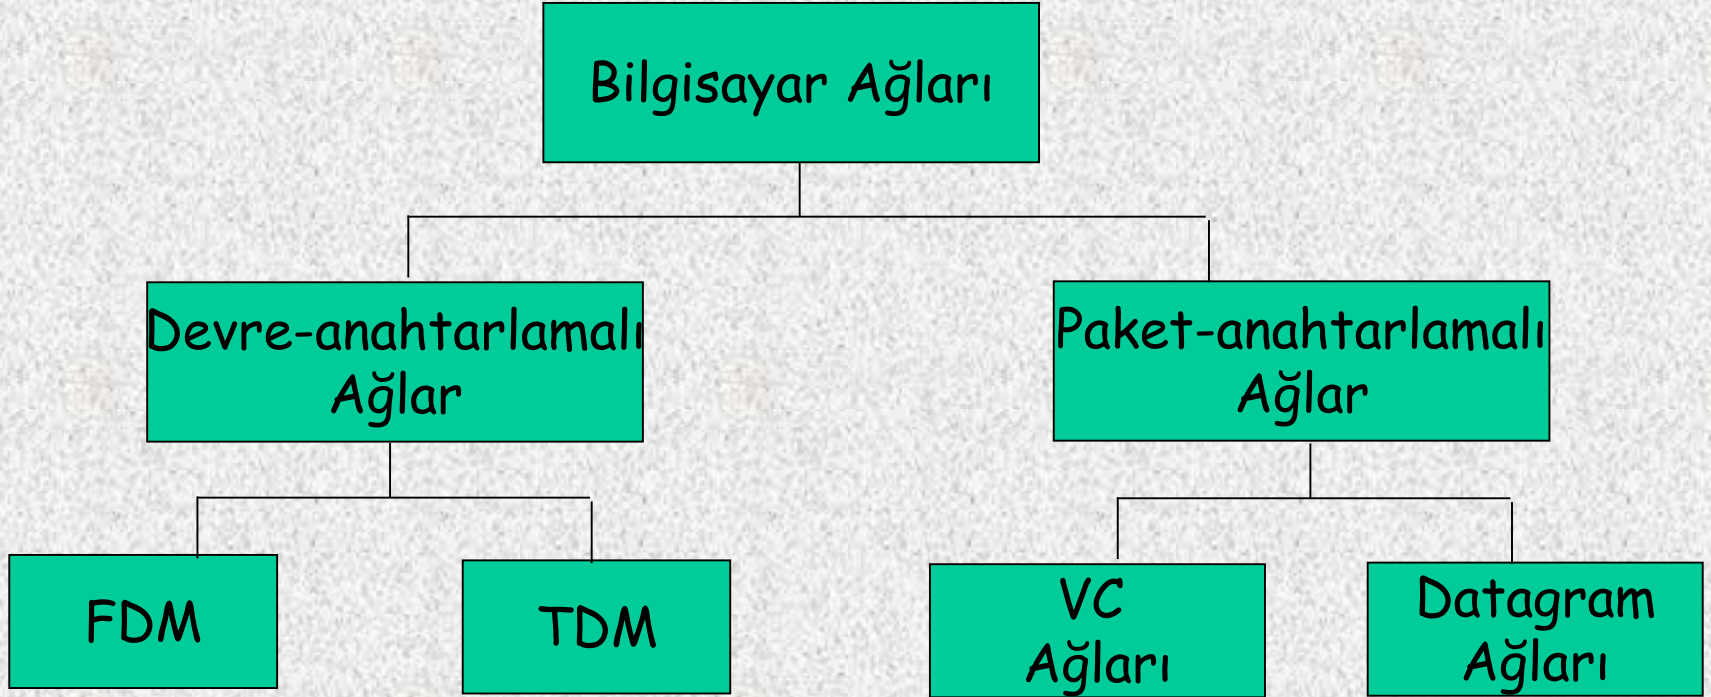 Bilgisayar Ağları
Devre-anahtarlamalı
Ağlar
Paket-anahtarlamalı
Ağlar
FDM
TDM
VC
Ağları
Datagram
Ağları